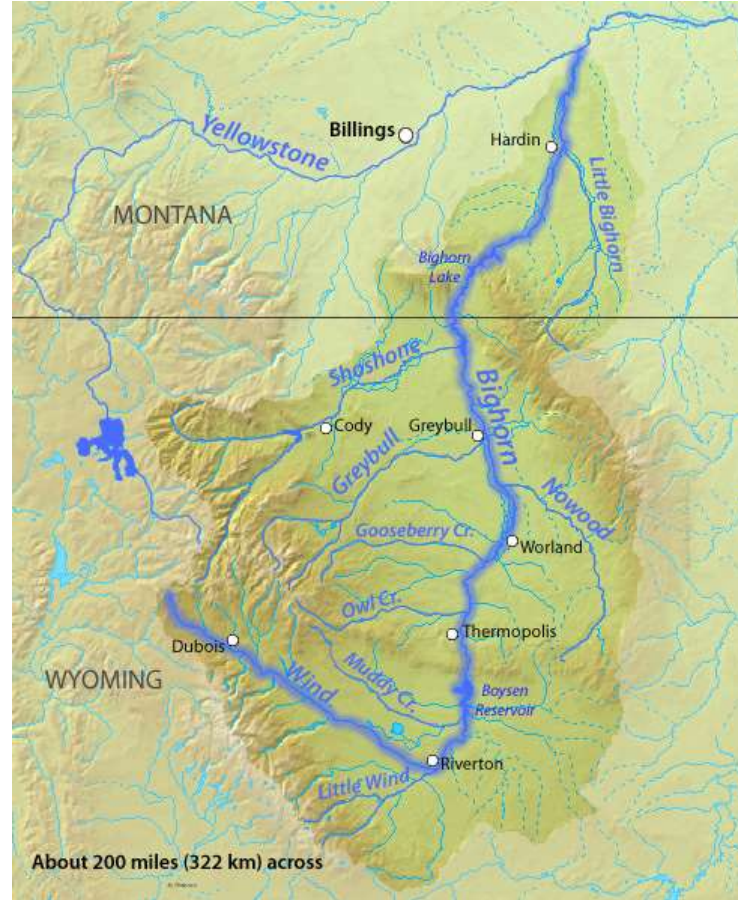 Yellowstone
Billings
Hardin
Little Bighorn
MONTANA
Bighorn
Lake
Shoshone
Bighorn
Cody
Greybull
Greybull
Nowood
Gooseberry Cr.
Worland
Owl Cr.
Thermopolis
Dubois
Wind
Muddy Cr.
WYOMING
Boysen
Reservoir
Riverton
Little Wind
About 200 miles (322 km) across